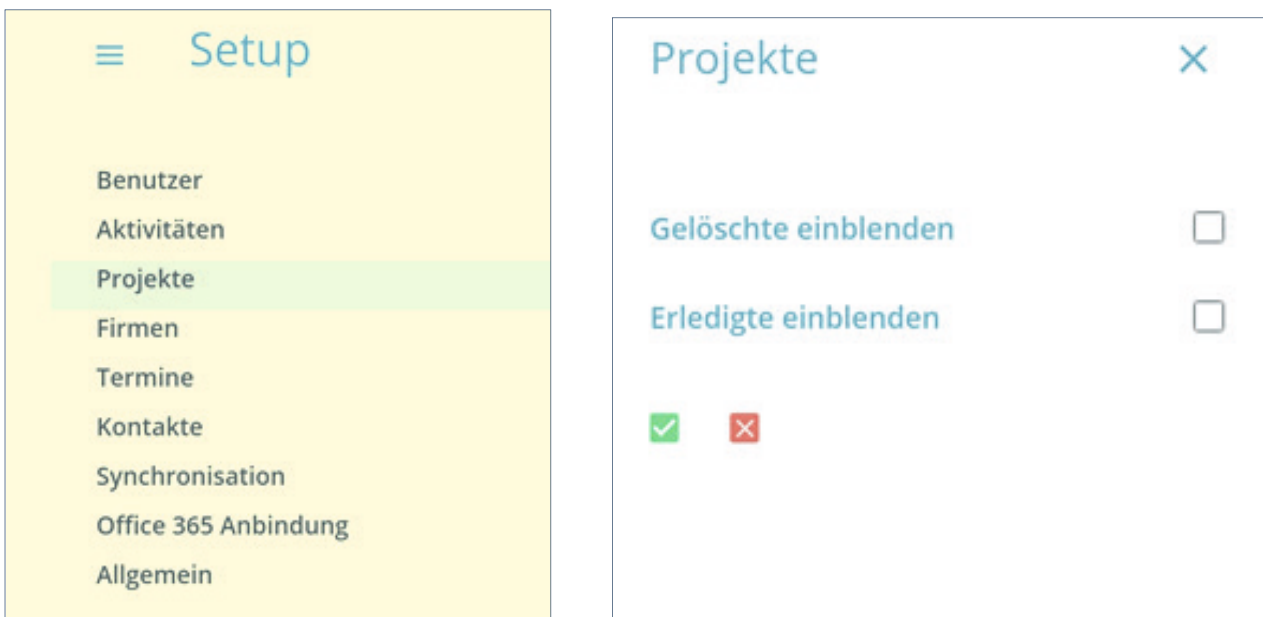 Setup
Benutzer
Aktivitäten
Projekte
Firmen
Termine
Kontakte
Synchronisation
Office 365 Anbindung
Allgemein
Projekte
Gelöschte einblenden
Erledigte einblenden